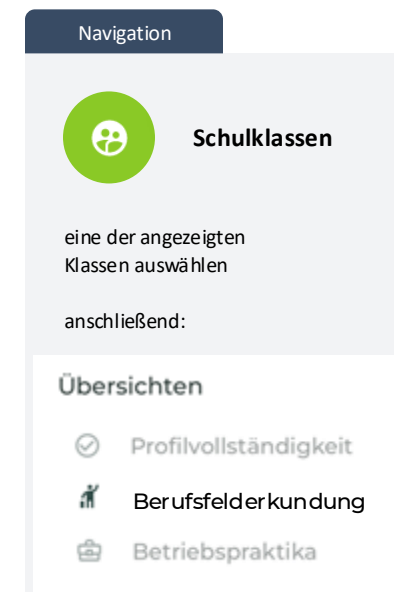 Navigation
Schulklassen
eine der angezeigten
Klassen auswählen
anschließend:
Übersichten
Profilvollständigkeit
Berufsfelderkundung
Betriebspraktika